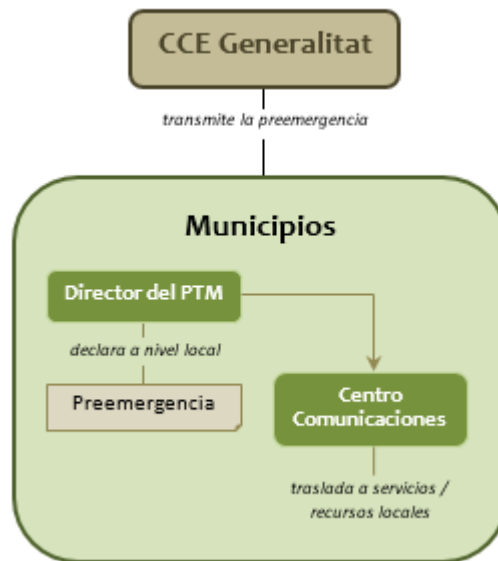 CCE Generalitat
transmite la preemergencia
Municipios
Director del PTM
declara a nivel local
Preemergencia
Centro
Comunicaciones
traslada a servicios /
recursos locales